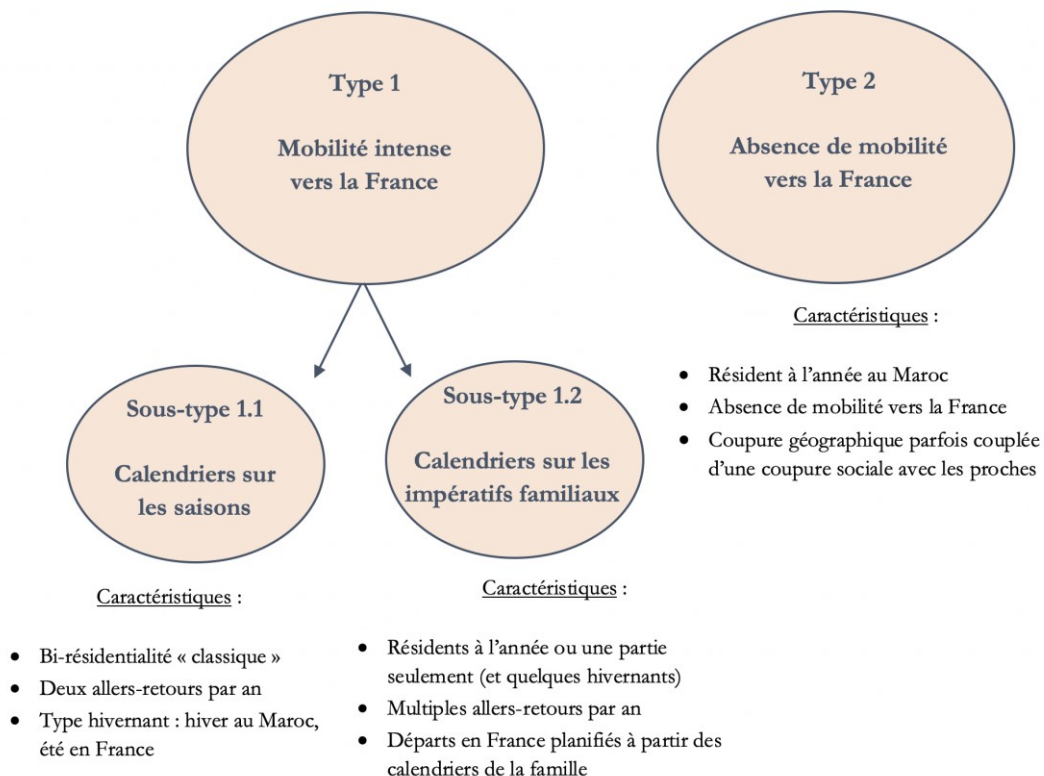 Type 1
Mobilité intense
vers la France
Type 2
Absence de mobilité
vers la France
Caractéristiques :
• Résident à l’année au Maroc
• Absence de mobilité vers la France
• Coupure géographique parfois couplée
d’une coupure sociale avec les proches
Sous-type 1.1
Calendriers sur
les saisons
Sous-type 1.2
Calendriers sur les
impératifs familiaux
Caractéristiques :
• Bi-résidentialité « classique »
• Deux allers-retours par an
• Type hivernant : hiver au Maroc,
été en France
Caractéristiques :
• Résidents à l’année ou une partie
seulement (et quelques hivernants)
• Multiples allers-retours par an
• Départs en France planifiés à partir des
calendriers de la famille